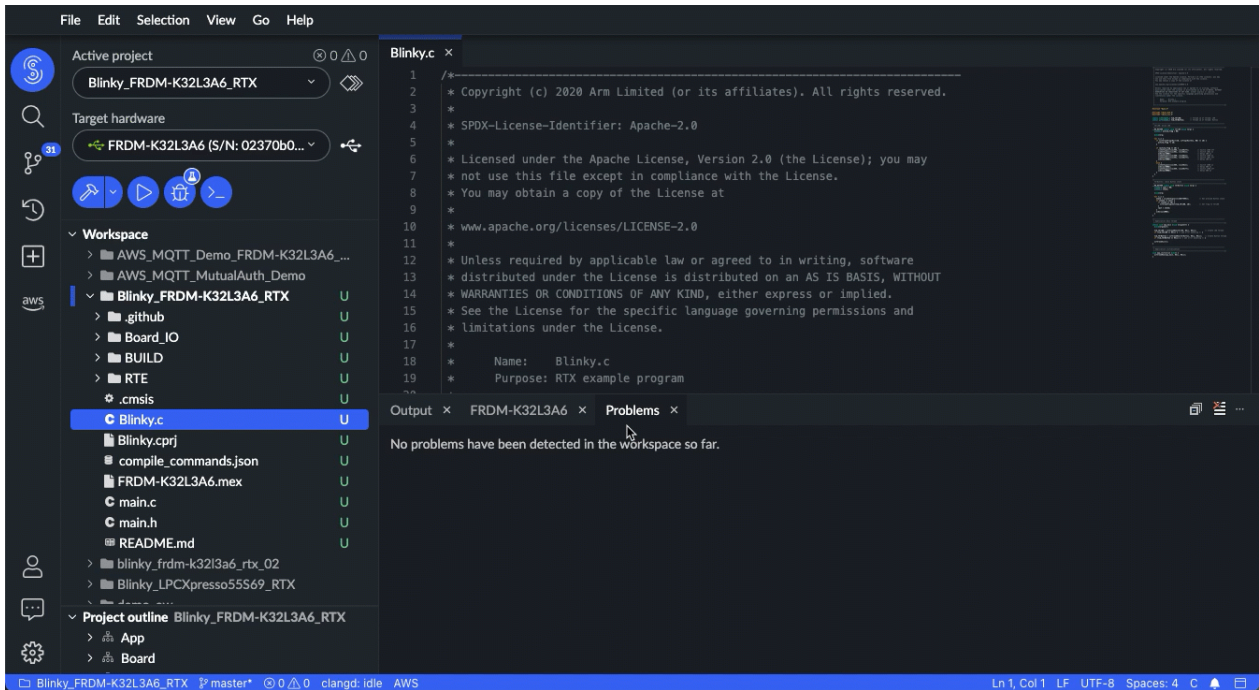 File Edit Selection View Go Help
Active project 0 0
Blinky_FRDM-K32L3A6_RTX
Target hardware
FRDM-K32L3A6 (S/N: 02370b0...
31
Workspace
AWS_MQTT_Demo_FRDM-K32L3A6_...
AWS_MQTT_MutualAuth_Demo
Blinky_FRDM-K32L3A6_RTX U
.github U
Board_IO U
BUILD U
RTE U
.cmsis U
C Blinky.c U
Blinky.cprj U
compile_commands.json U
FRDM-K32L3A6.mex U
C main.c U
C main.h U
README.md U
blinky_frdm-k32l3a6_rtx_02
Blinky_LPCXpresso55S69_RTX
Project outline Blinky_FRDM-K32L3A6_RTX
App
Board
aws
Blinky.c ×
1 /*-----------------------------------------------------------------------------
2 * Copyright (c) 2020 Arm Limited (or its affiliates). All rights reserved.
3 *
4 * SPDX-License-Identifier: Apache-2.0
5 *
6 * Licensed under the Apache License, Version 2.0 (the License); you may
7 * not use this file except in compliance with the License.
8 * You may obtain a copy of the License at
9 *
10 * www.apache.org/licenses/LICENSE-2.0
11 *
12 * Unless required by applicable law or agreed to in writing, software
13 * distributed under the License is distributed on an AS IS BASIS, WITHOUT
14 * WARRANTIES OR CONDITIONS OF ANY KIND, either express or implied.
15 * See the License for the specific language governing permissions and
16 * limitations under the License.
17 *
18 * Name: Blinky.c
19 * Purpose: RTX example program
Output × FRDM-K32L3A6 × Problems ×
No problems have been detected in the workspace so far.
Blinky_FRDM-K32L3A6_RTX master* 0 0 clangd: idle AWS Ln 1, Col 1 LF UTF-8 Spaces: 4 C